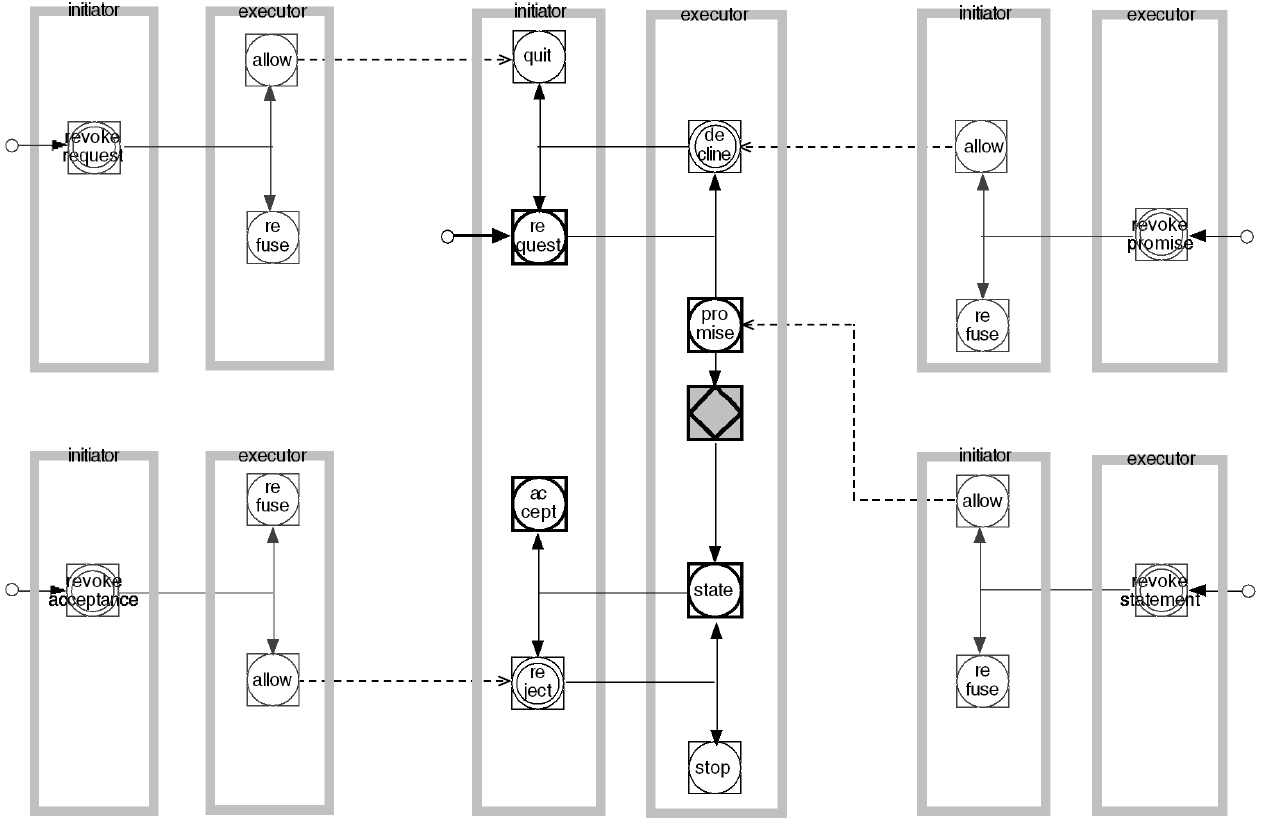 initiator
executor
initiator
executor
initiator
executor
allow
quit
revoke
request
de
cline
allow
re
fuse
re
quest
revoke
promise
pro
mise
re
fuse
initiator
executor
initiator
executor
re
fuse
ac
cept
allow
revoke
acceptance
state
revoke
statement
allow
re
ject
re
fuse
stop